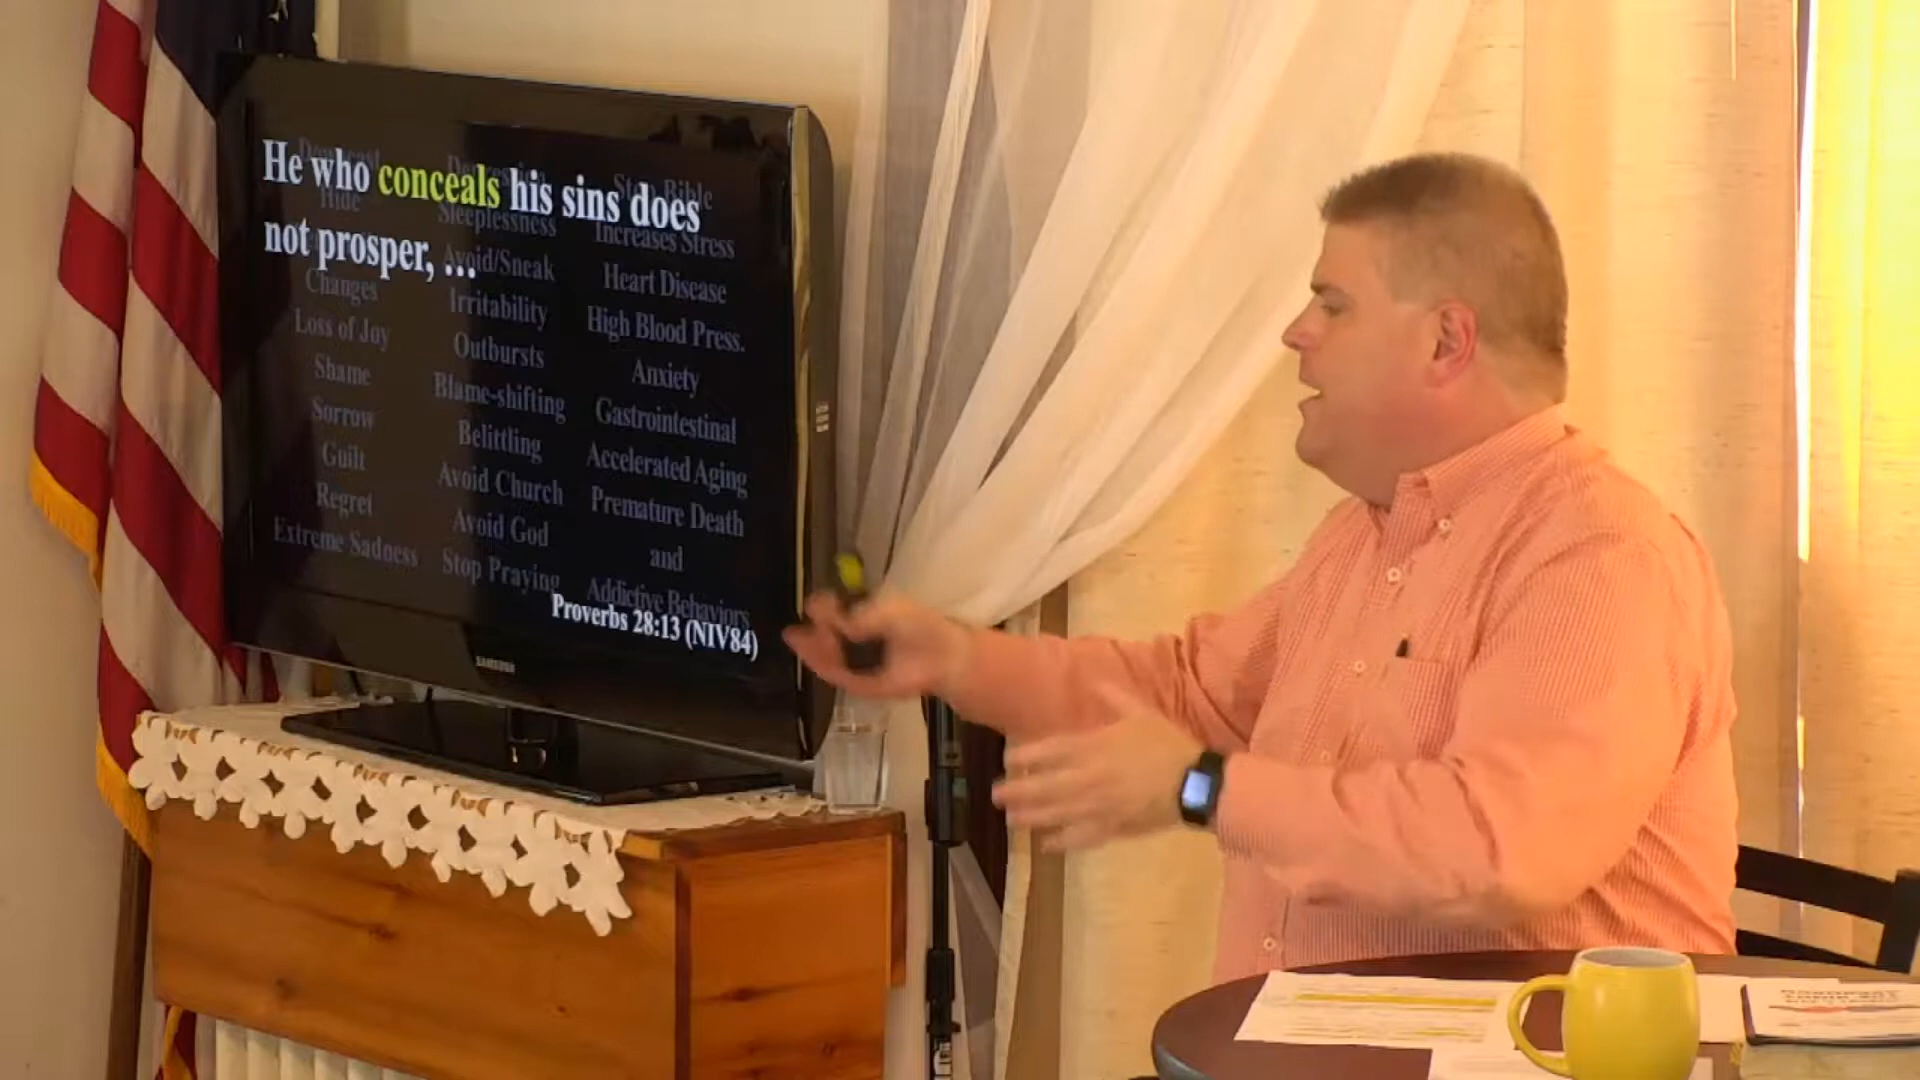 He who conceals his sins does
not prosper, ...
Sleeplessness
Increases Stress
Changes
Avoid/Sneak
Heart Disease
Loss of Joy
Irritability
High Blood Press.
Shame
Outbursts
Anxiety
Sorrow
Blame-shifting
Gastrointestinal
Guilt
Belittling
Accelerated Aging
Regret
Avoid Church
Premature Death
Extreme Sadness
Avoid God
and
Stop Praying
Addictive Behaviors
Proverbs 28:13 (NIV84)
SAMSUNG